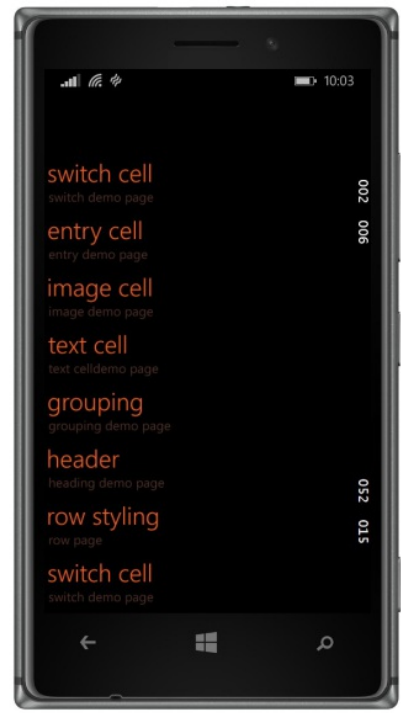 10:03
switch cell
switch demo page
002
entry cell
entry demo page
006
image cell
image demo page
text cell
text celldemo page
grouping
grouping demo page
header
heading demo page
052
row styling
row page
015
switch cell
switch demo page